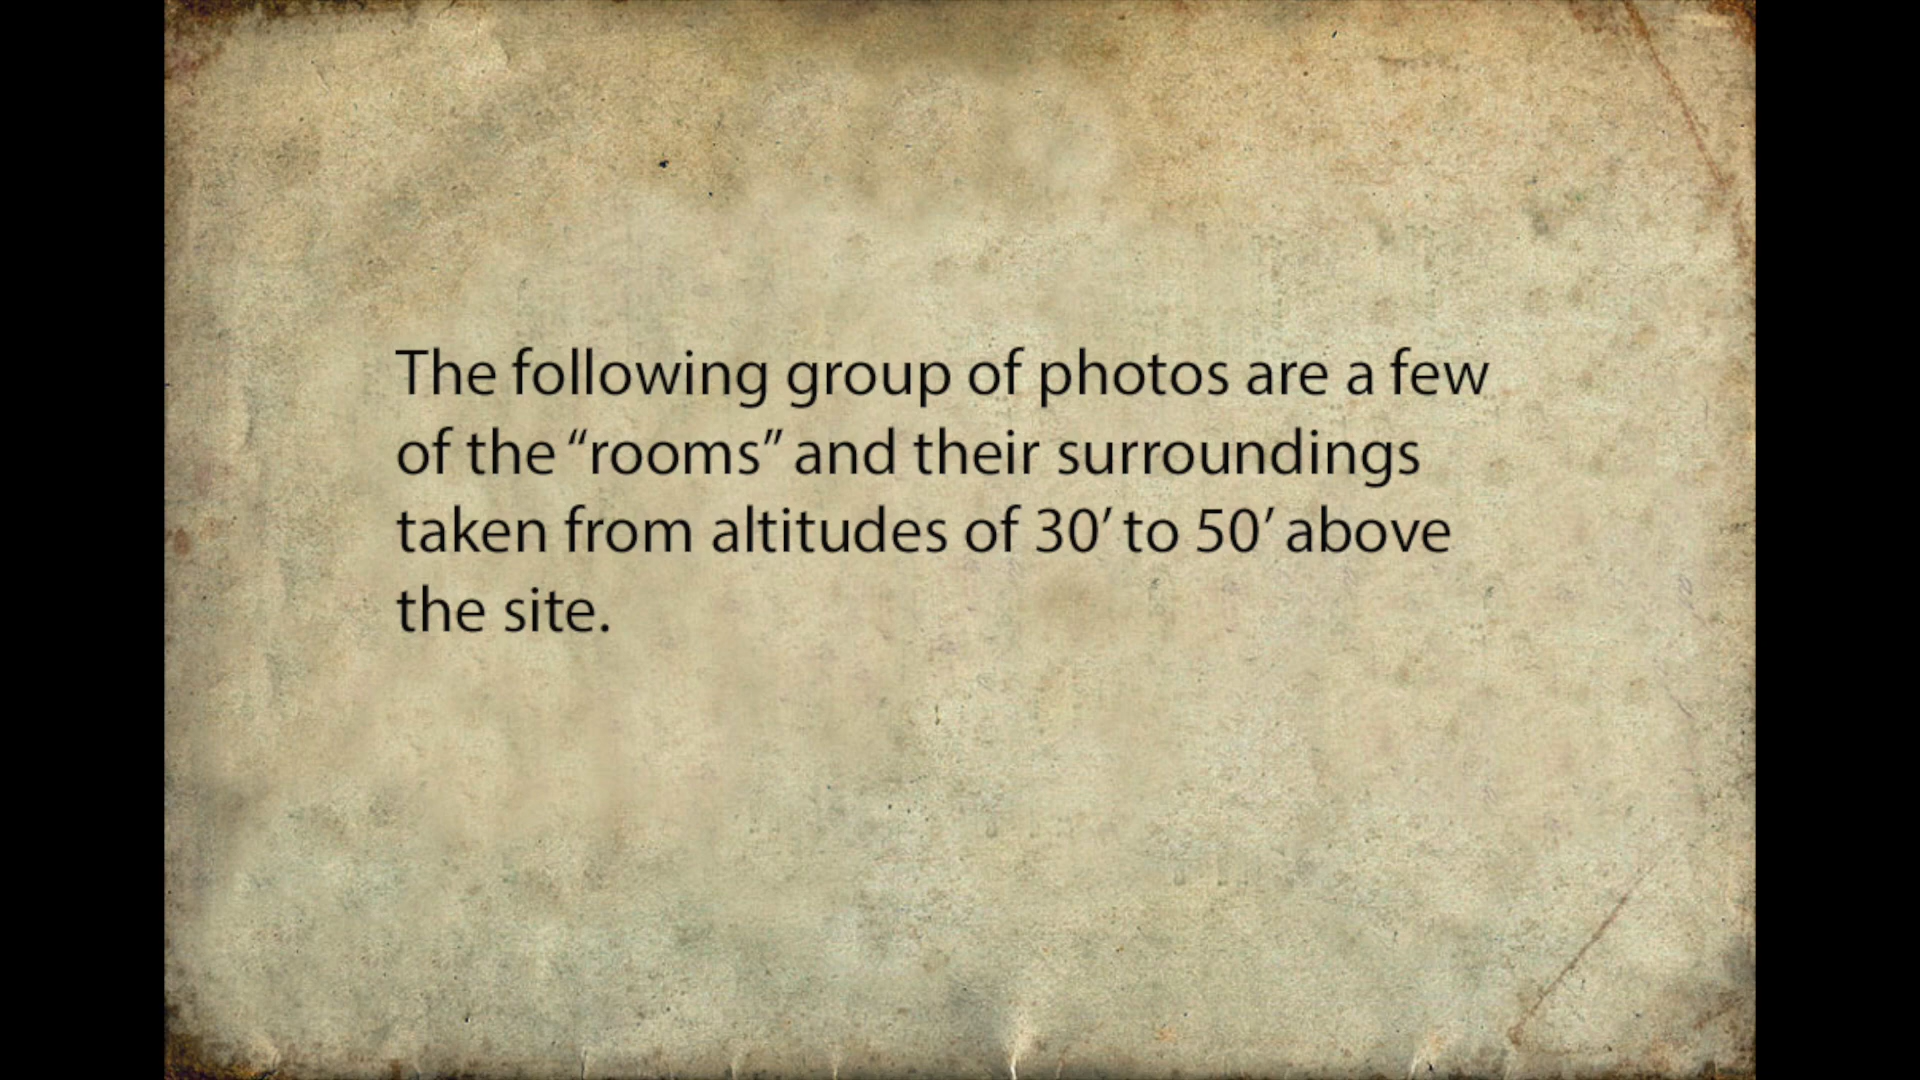 The following group of photos are a few
of the “rooms” and their surroundings
taken from altitudes of 30’ to 50’ above
the site.